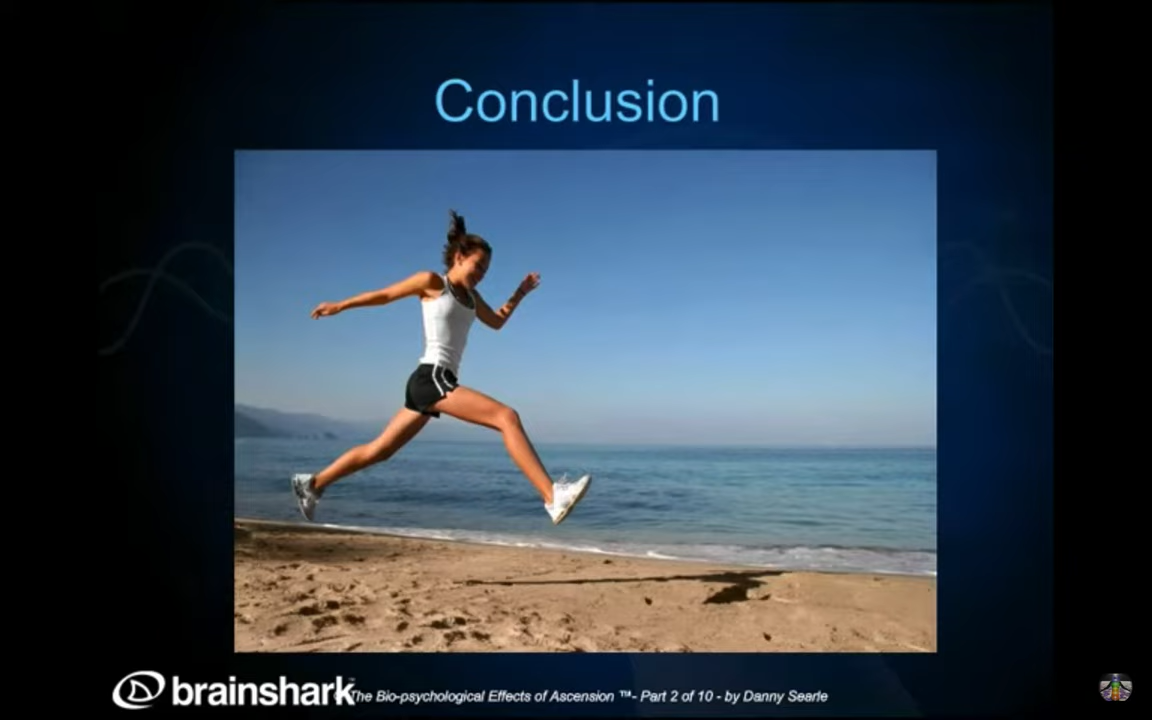 Conclusion
brainshark
The Bio-psychological Effects of Ascension ™- Part 2 of 10 - by Danny Searle